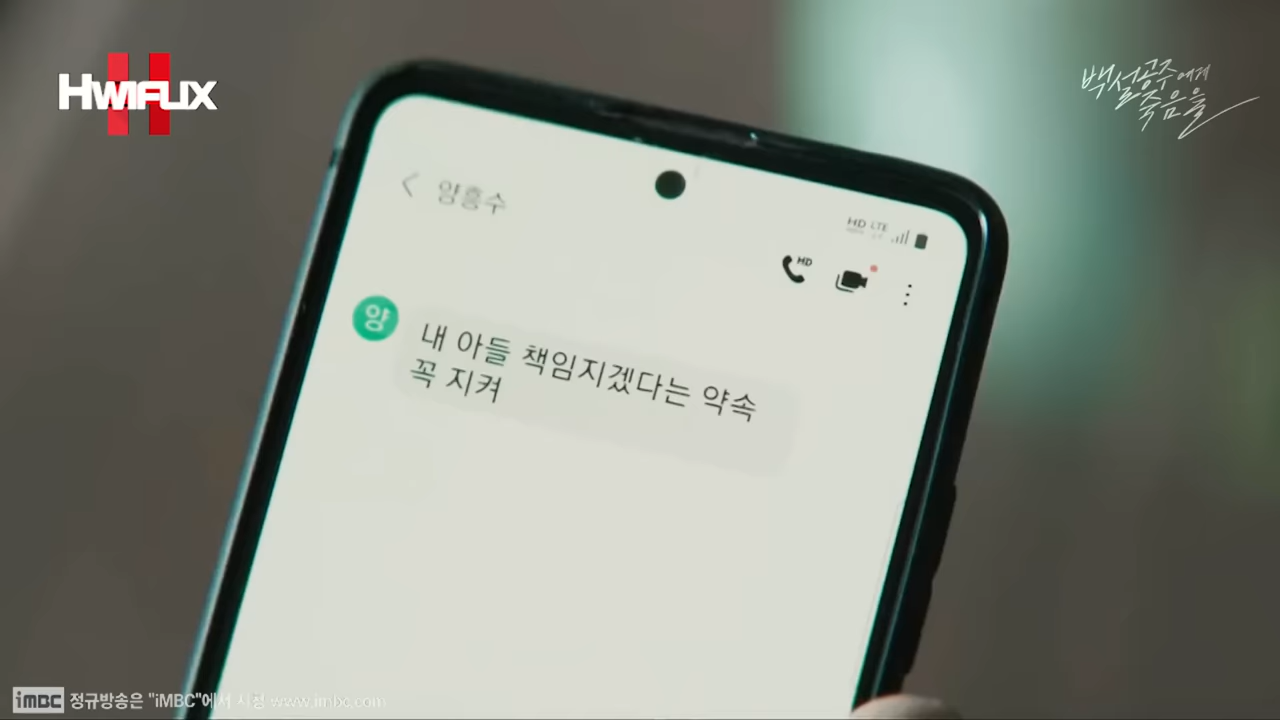 HWIFLIX
백설공주에게
죽음을
양흥수
HD LTE
HD
양
내 아들 책임지겠다는 약속
꼭 지켜
iMBC 정규방송은 "iMBC"에서 시청 www.imbc.com